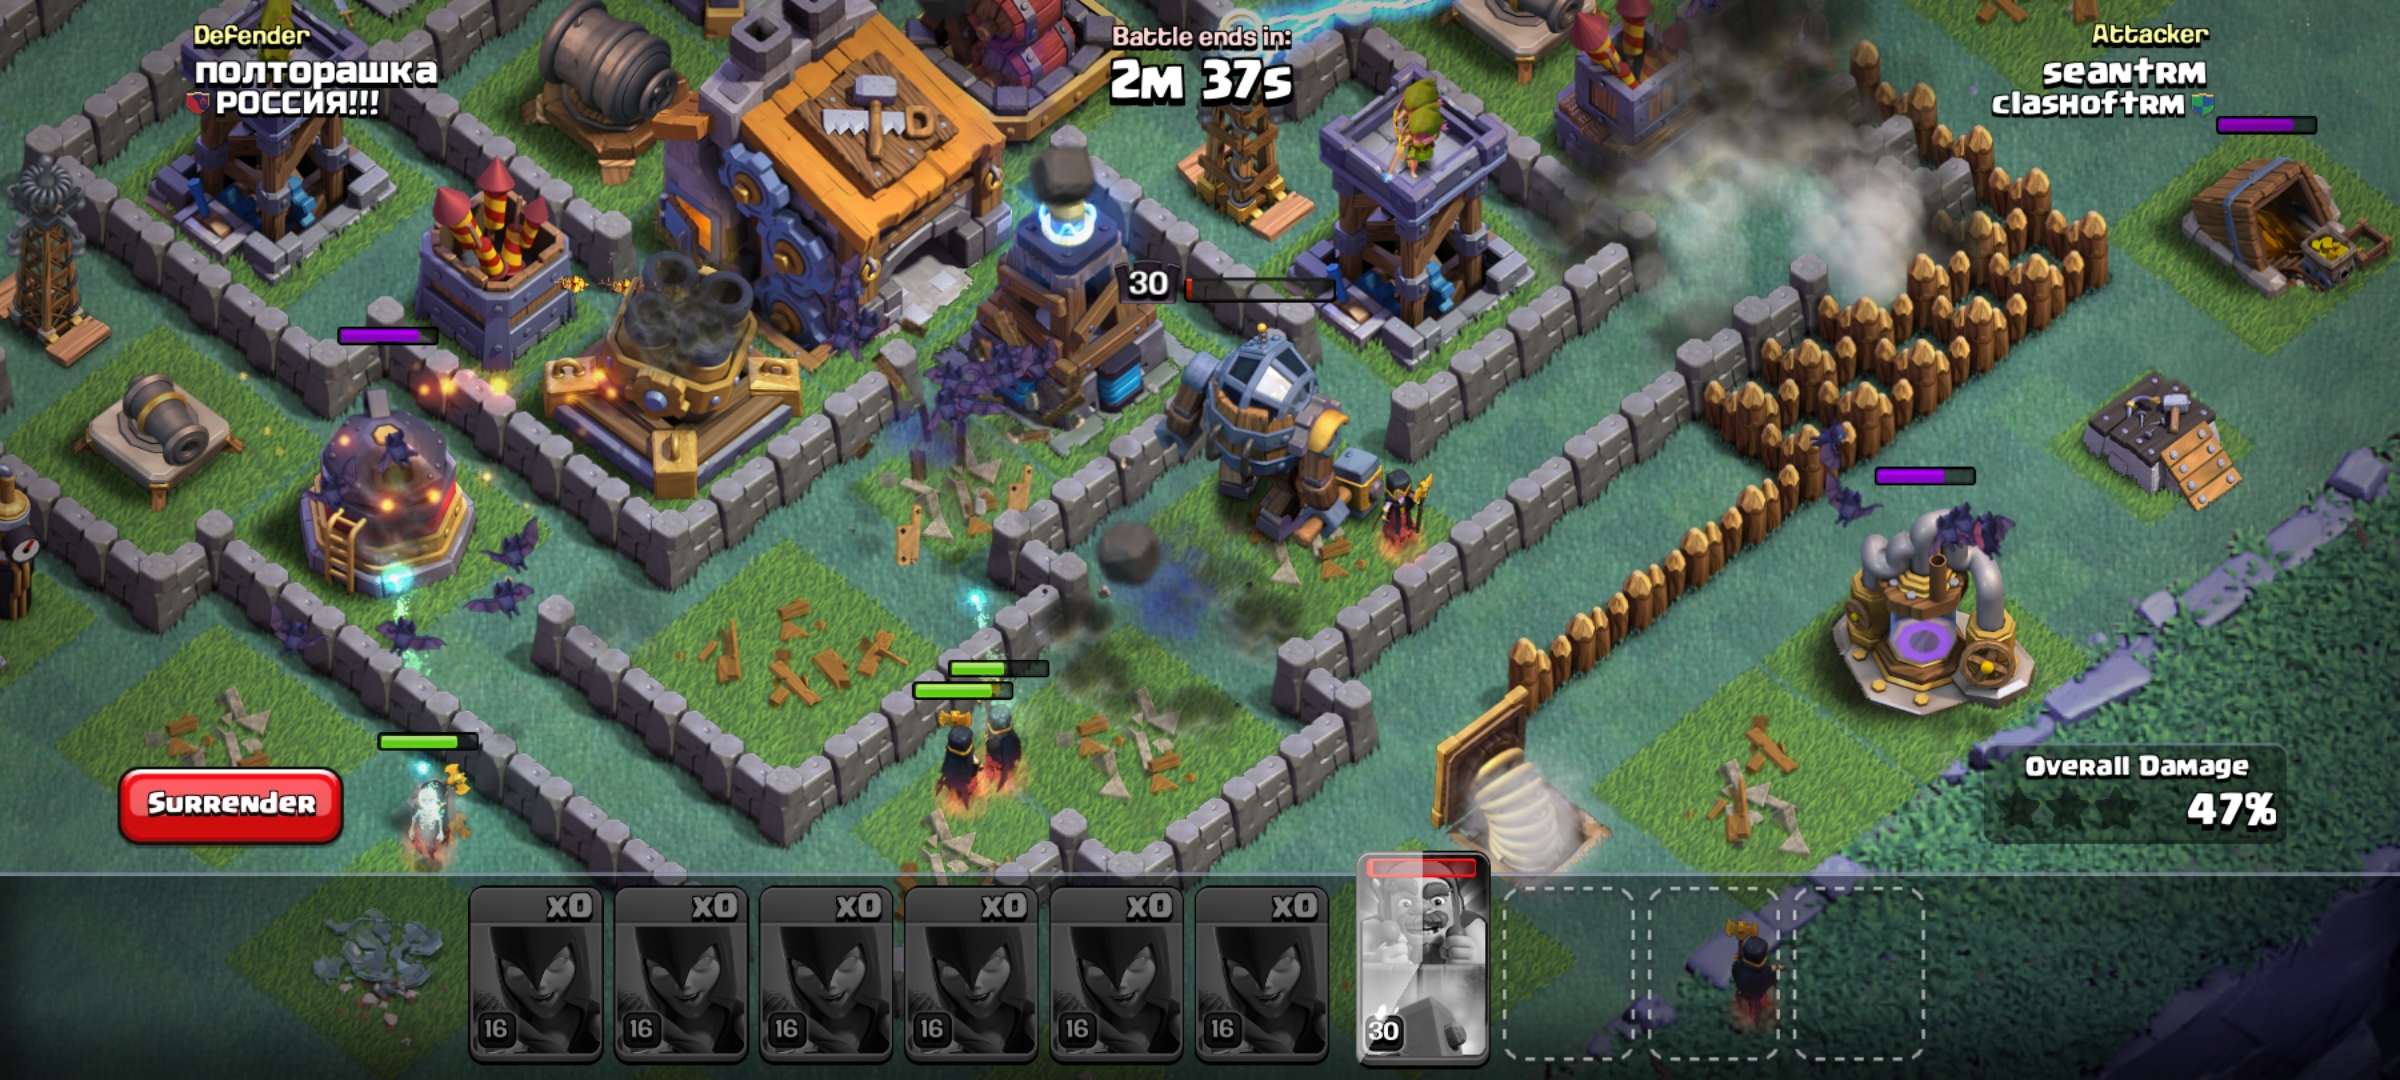 Defender
полторашка
РОССИЯ!!!
Battle ends in:
2m 37s
Attacker
seantrm
clashoftrm
30
Surrender
Overall Damage
47%
x0 x0 x0 x0 x0 x0
16 16 16 16 16 16 30